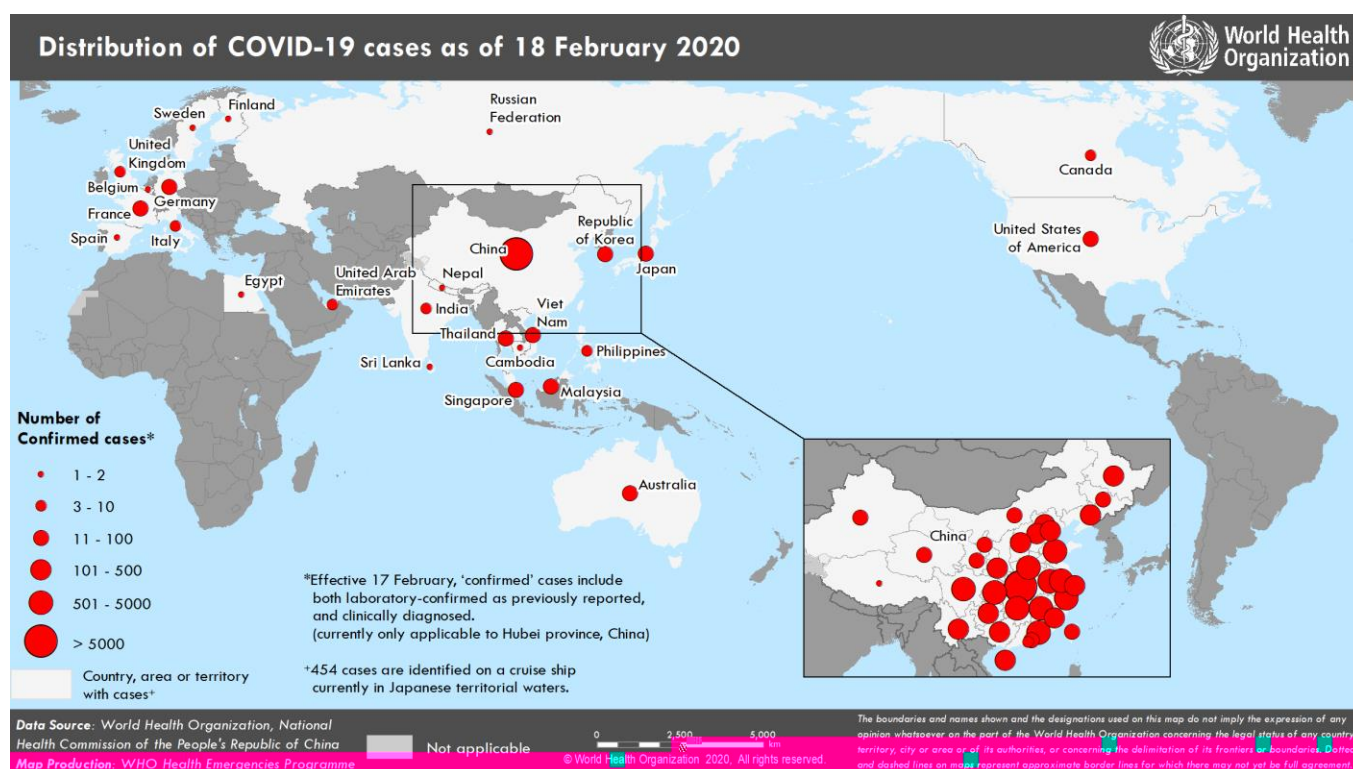 Distribution of COVID-19 cases as of 18 February 2020
World Health
Organization
Sweden
Finland
Russian
Federation
United
Kingdom
Belgium
Germany
France
Spain
Italy
Canada
United States
of America
China
Republic
of Korea
Japan
Egypt
United Arab
Emirates
Nepal
India
Viet
Nam
Thailand
Cambodia
Philippines
Sri Lanka
Singapore
Malaysia
Australia
China
Number of
Confirmed cases*
1 - 2
3 - 10
11 - 100
101 - 500
501 - 5000
> 5000
Country, area or territory
with cases+
*Effective 17 February, ‘confirmed’ cases include
both laboratory-confirmed as previously reported,
and clinically diagnosed.
(currently only applicable to Hubei province, China)
+454 cases are identified on a cruise ship
currently in Japanese territorial waters.
Data Source: World Health Organization, National
Health Commission of the People's Republic of China
Map Production: WHO Health Emergencies Programme
Not applicable
0 2,500 5,000
km
© World Health Organization 2020, All rights reserved.
The boundaries and names shown and the designations used on this map do not imply the expression of any
opinion whatsoever on the part of the World Health Organization concerning the legal status of any country,
territory, city or area or of its authorities, or concerning the delimitation of its frontiers or boundaries. Dotted
and dashed lines on maps represent approximate border lines for which there may not yet be full agreement.